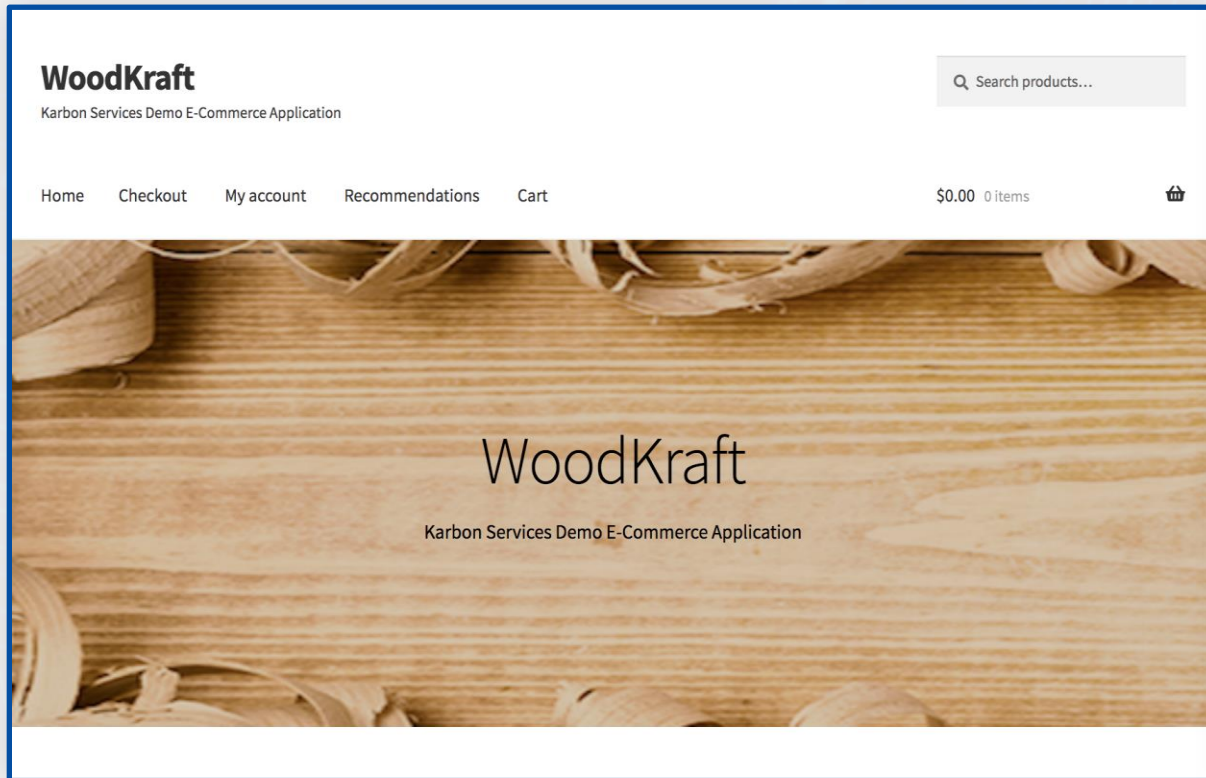 WoodKraft
Karbon Services Demo E-Commerce Application
Search products...
Home Checkout My account Recommendations Cart
$0.00 0 items
WoodKraft
Karbon Services Demo E-Commerce Application